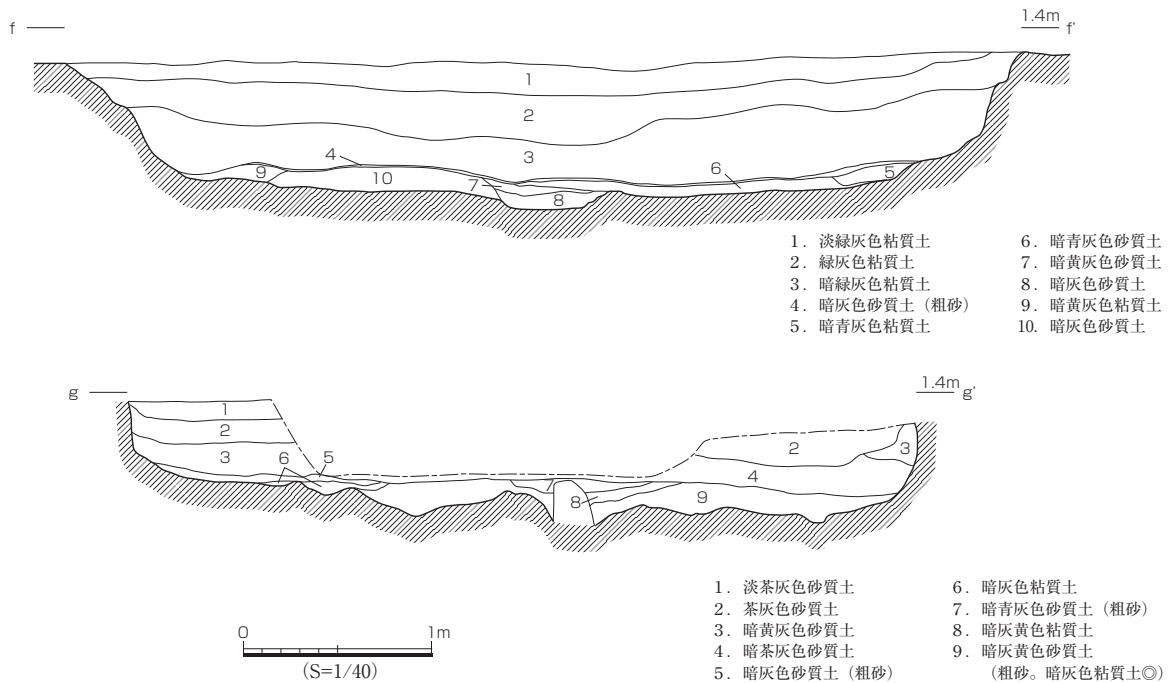 f
1.4m
f'
1
2
3
4
9
10
7
8
6
5
1．淡緑灰色粘質土
2．緑灰色粘質土
3．暗緑灰色粘質土
4．暗灰色砂質土（粗砂）
5．暗青灰色粘質土
6．暗青灰色砂質土
7．暗黄灰色砂質土
8．暗灰色砂質土
9．暗黄灰色粘質土
10．暗灰色砂質土
g
1.4m
g'
1
2
3
6
5
7
8
9
2
3
4
0
1m
(S=1/40)
1．淡茶灰色砂質土
2．茶灰色砂質土
3．暗黄灰色砂質土
4．暗茶灰色砂質土
5．暗灰色砂質土（粗砂）
6．暗灰色粘質土
7．暗青灰色砂質土（粗砂）
8．暗灰黄色粘質土
9．暗灰黄色砂質土
（粗砂。暗灰色粘質土◎）